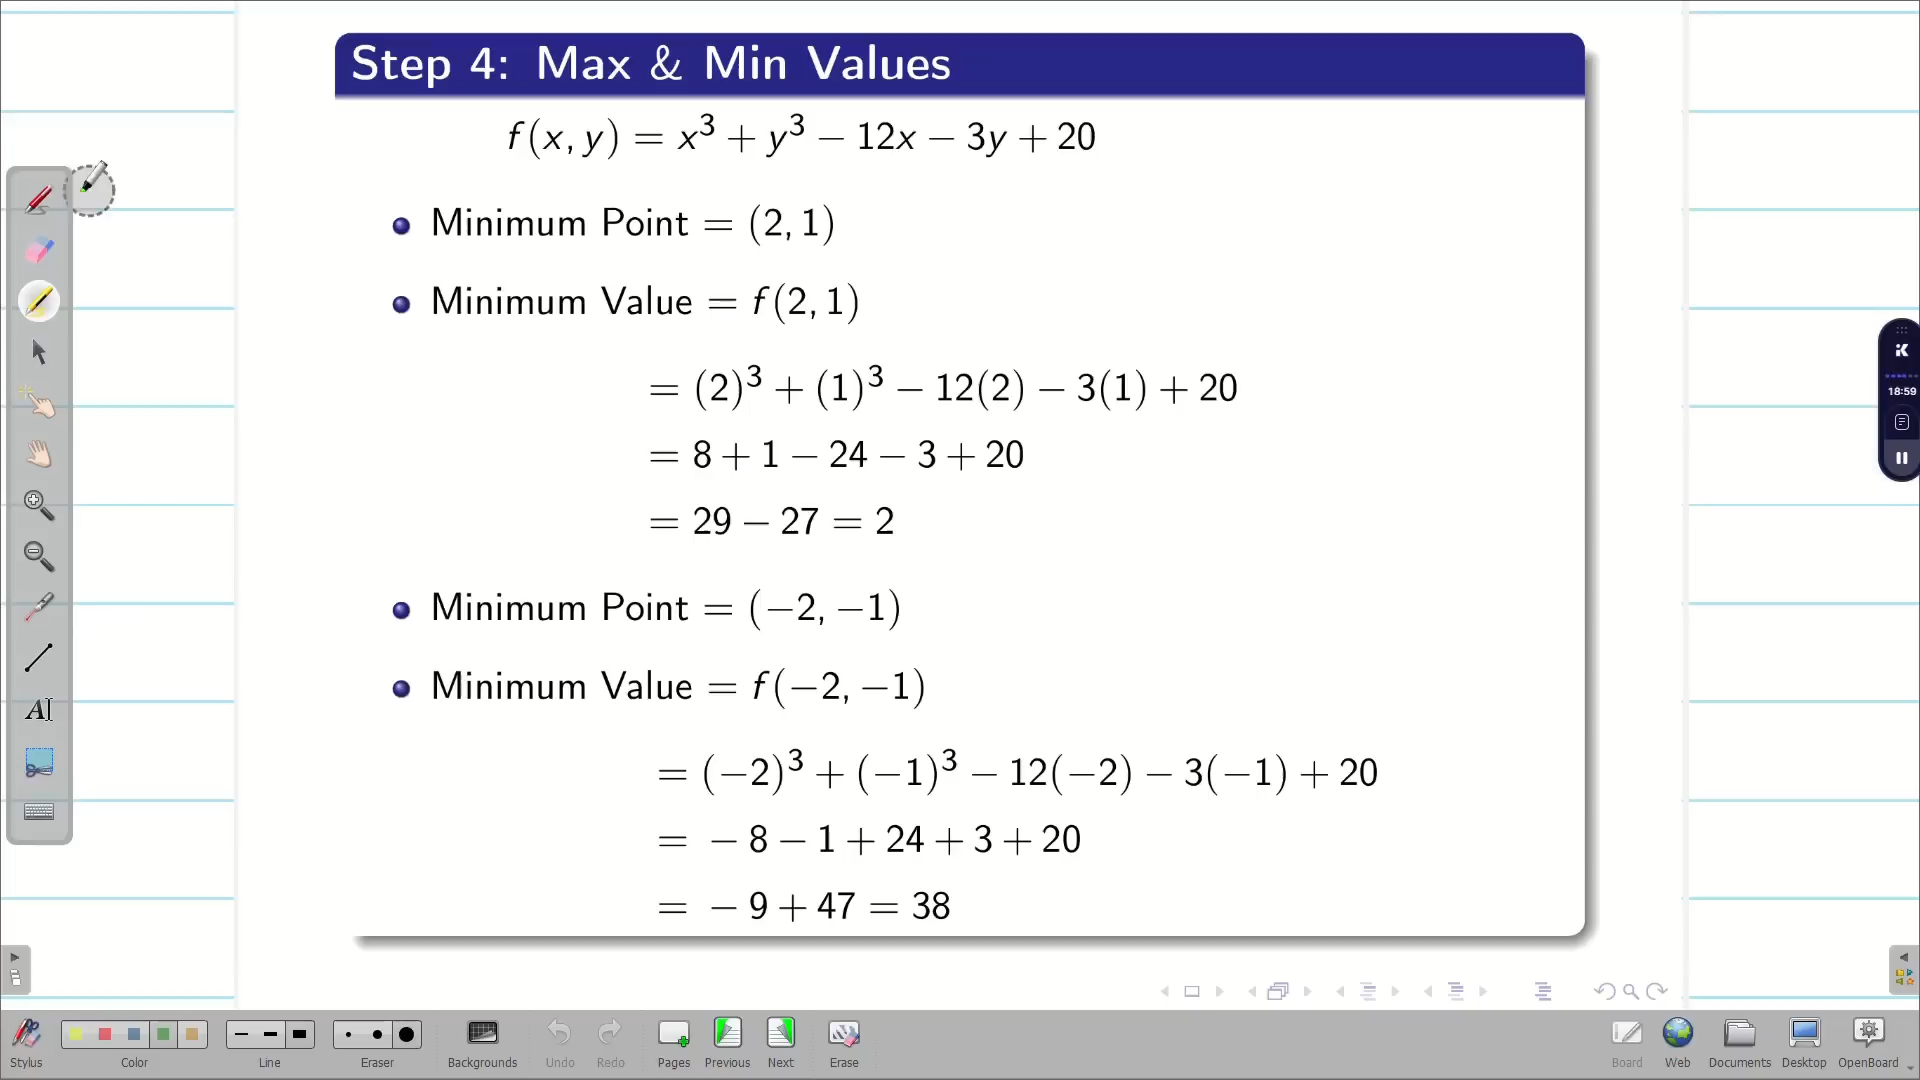 Step 4: Max & Min Values
f(x, y) = x³ + y³ − 12x − 3y + 20
Minimum Point = (2, 1)
Minimum Value = f(2, 1)
= (2)³ + (1)³ − 12(2) − 3(1) + 20
= 8 + 1 − 24 − 3 + 20
= 29 − 27 = 2
Minimum Point = (−2, −1)
Minimum Value = f(−2, −1)
= (−2)³ + (−1)³ − 12(−2) − 3(−1) + 20
= − 8 − 1 + 24 + 3 + 20
= − 9 + 47 = 38
18:59
Stylus Color Line Eraser Backgrounds Undo Redo Pages Previous Next Erase Board Web Documents Desktop OpenBoard